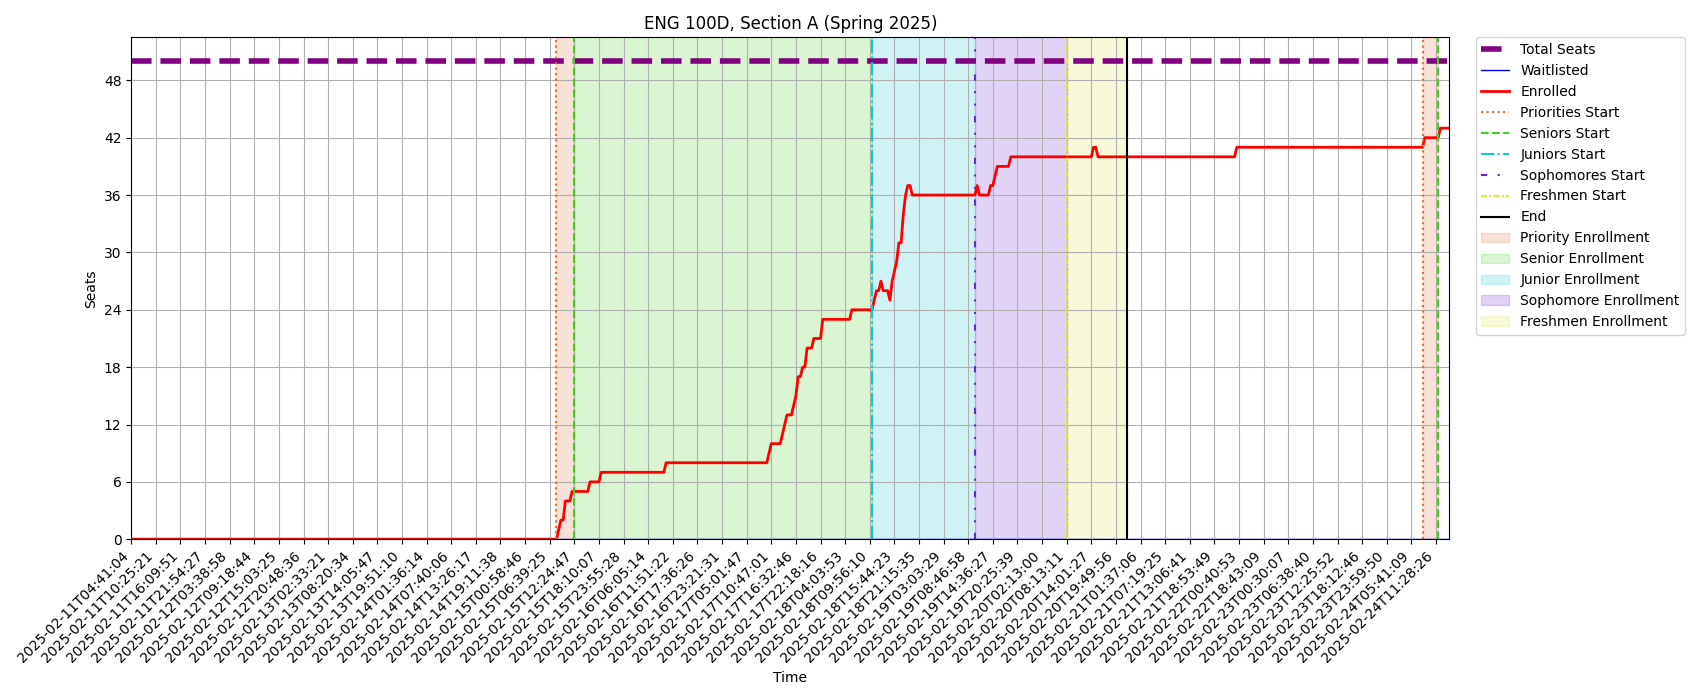 ENG 100D, Section A (Spring 2025)
Total Seats
Waitlisted
Enrolled
Priorities Start
Seniors Start
Juniors Start
Sophomores Start
Freshmen Start
End
Priority Enrollment
Senior Enrollment
Junior Enrollment
Sophomore Enrollment
Freshmen Enrollment
Seats
48
42
36
30
24
18
12
6
0
2025-02-11T04:41:04
2025-02-11T10:25:21
2025-02-11T16:09:51
2025-02-11T21:54:27
2025-02-12T03:38:58
2025-02-12T09:18:44
2025-02-12T15:03:25
2025-02-12T20:48:36
2025-02-13T02:33:21
2025-02-13T08:20:34
2025-02-13T14:05:47
2025-02-13T19:51:10
2025-02-14T01:36:14
2025-02-14T07:40:06
2025-02-14T13:26:17
2025-02-14T19:11:38
2025-02-15T00:58:46
2025-02-15T06:39:25
2025-02-15T12:24:47
2025-02-15T18:10:07
2025-02-15T23:55:28
2025-02-16T06:05:14
2025-02-16T11:51:22
2025-02-16T17:36:26
2025-02-16T23:21:31
2025-02-17T05:01:47
2025-02-17T10:47:01
2025-02-17T16:32:46
2025-02-17T22:18:16
2025-02-18T04:03:53
2025-02-18T09:56:10
2025-02-18T15:44:23
2025-02-18T21:15:35
2025-02-19T03:03:29
2025-02-19T08:46:58
2025-02-19T14:36:27
2025-02-19T20:25:39
2025-02-20T02:13:00
2025-02-20T08:13:11
2025-02-20T14:01:27
2025-02-20T19:49:56
2025-02-21T01:37:06
2025-02-21T07:19:25
2025-02-21T13:06:41
2025-02-21T18:53:49
2025-02-22T00:40:53
2025-02-22T18:43:09
2025-02-23T00:30:07
2025-02-23T06:38:40
2025-02-23T12:25:52
2025-02-23T18:12:46
2025-02-23T23:59:50
2025-02-24T05:41:09
2025-02-24T11:28:26
Time